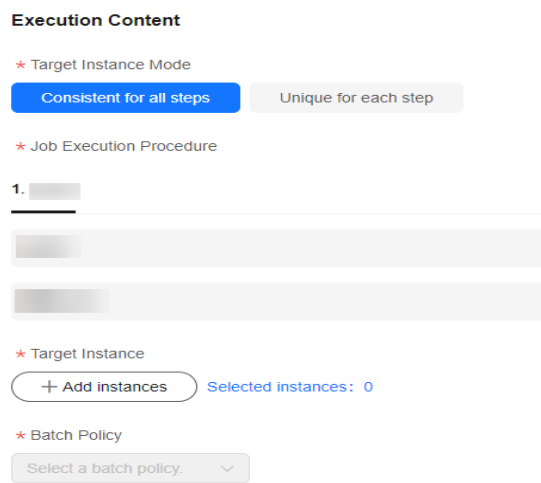 Execution Content
* Target Instance Mode
Consistent for all steps Unique for each step
* Job Execution Procedure
1.
* Target Instance
+ Add instances Selected instances: 0
* Batch Policy
Select a batch policy.